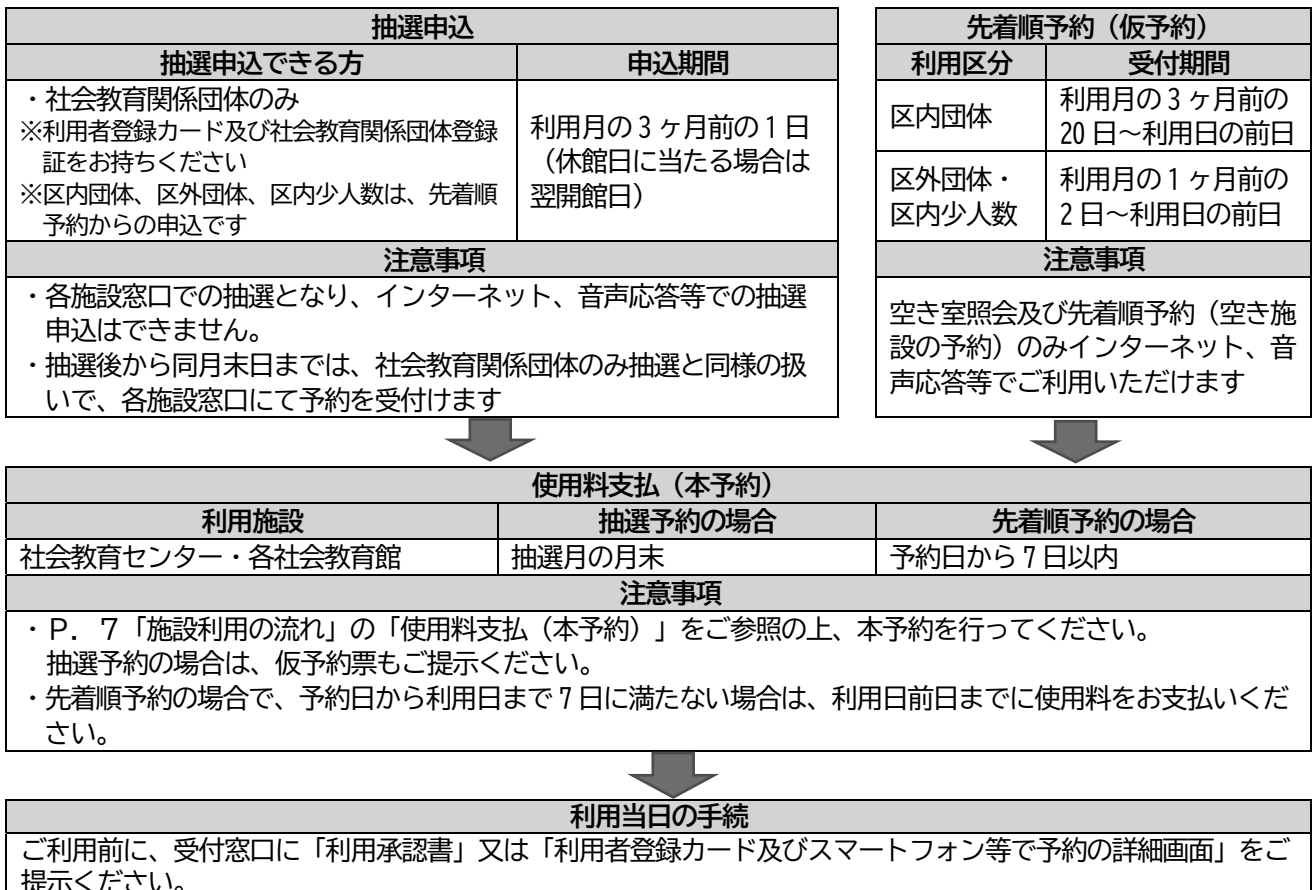 抽選申込
抽選申込できる方
申込期間
・社会教育関係団体のみ
※利用者登録カード及び社会教育関係団体登録
証をお持ちください
※区内団体、区外団体、区内少人数は、先着順
予約からの申込です
利用月の3ヶ月前の1日
（休館日に当たる場合は
翌開館日）
注意事項
・各施設窓口での抽選となり、インターネット、音声応答等での抽選
申込はできません。
・抽選後から同月末日までは、社会教育関係団体のみ抽選と同様の扱
いで、各施設窓口にて予約を受付けます
先着順予約（仮予約）
利用区分
受付期間
区内団体
利用月の3ヶ月前の
20日～利用日の前日
区外団体・
区内少人数
利用月の1ヶ月前の
2日～利用日の前日
注意事項
空き室照会及び先着順予約（空き施
設の予約）のみインターネット、音
声応答等でご利用いただけます
使用料支払（本予約）
利用施設
抽選予約の場合
先着順予約の場合
社会教育センター・各社会教育館
抽選月の月末
予約日から7日以内
注意事項
・Ｐ．７「施設利用の流れ」の「使用料支払（本予約）」をご参照の上、本予約を行ってください。
抽選予約の場合は、仮予約票もご提示ください。
・先着順予約の場合で、予約日から利用日まで7日に満たない場合は、利用日前日までに使用料をお支払いくだ
さい。
利用当日の手続
ご利用前に、受付窓口に「利用承認書」又は「利用者登録カード及びスマートフォン等で予約の詳細画面」をご
提示ください。